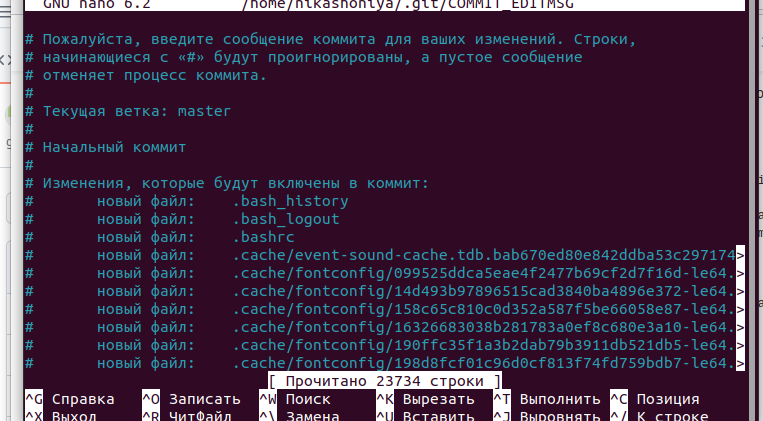 GNU nano 6.2 /home/nikashoniya/.git/COMMIT_EDITMSG
# Пожалуйста, введите сообщение коммита для ваших изменений. Строки,
# начинающиеся с «#» будут проигнорированы, а пустое сообщение
# отменяет процесс коммита.
#
# Текущая ветка: master
#
# Начальный коммит
#
# Изменения, которые будут включены в коммит:
# новый файл: .bash_history
# новый файл: .bash_logout
# новый файл: .bashrc
# новый файл: .cache/event-sound-cache.tdb.bab670ed80e842ddba53c297174>
# новый файл: .cache/fontconfig/099525ddca5eae4f2477b69cf2d7f16d-le64.>
# новый файл: .cache/fontconfig/14d493b97896515cad3840ba4896e372-le64.>
# новый файл: .cache/fontconfig/158c65c810c0d352a587f5be66058e87-le64.>
# новый файл: .cache/fontconfig/16326683038b281783a0ef8c680e3a10-le64.>
# новый файл: .cache/fontconfig/190ffc35f1a3b2dab79b3911db521db5-le64.>
# новый файл: .cache/fontconfig/198d8fcf01c96d0cf813f74fd759bdb7-le64.>
[ Прочитано 23734 строки ]
^G Справка ^O Записать ^W Поиск ^K Вырезать ^T Выполнить ^C Позиция
^X Выход ^R ЧитФайл ^\ Замена ^U Вставить ^J Выровнять ^/ К строке